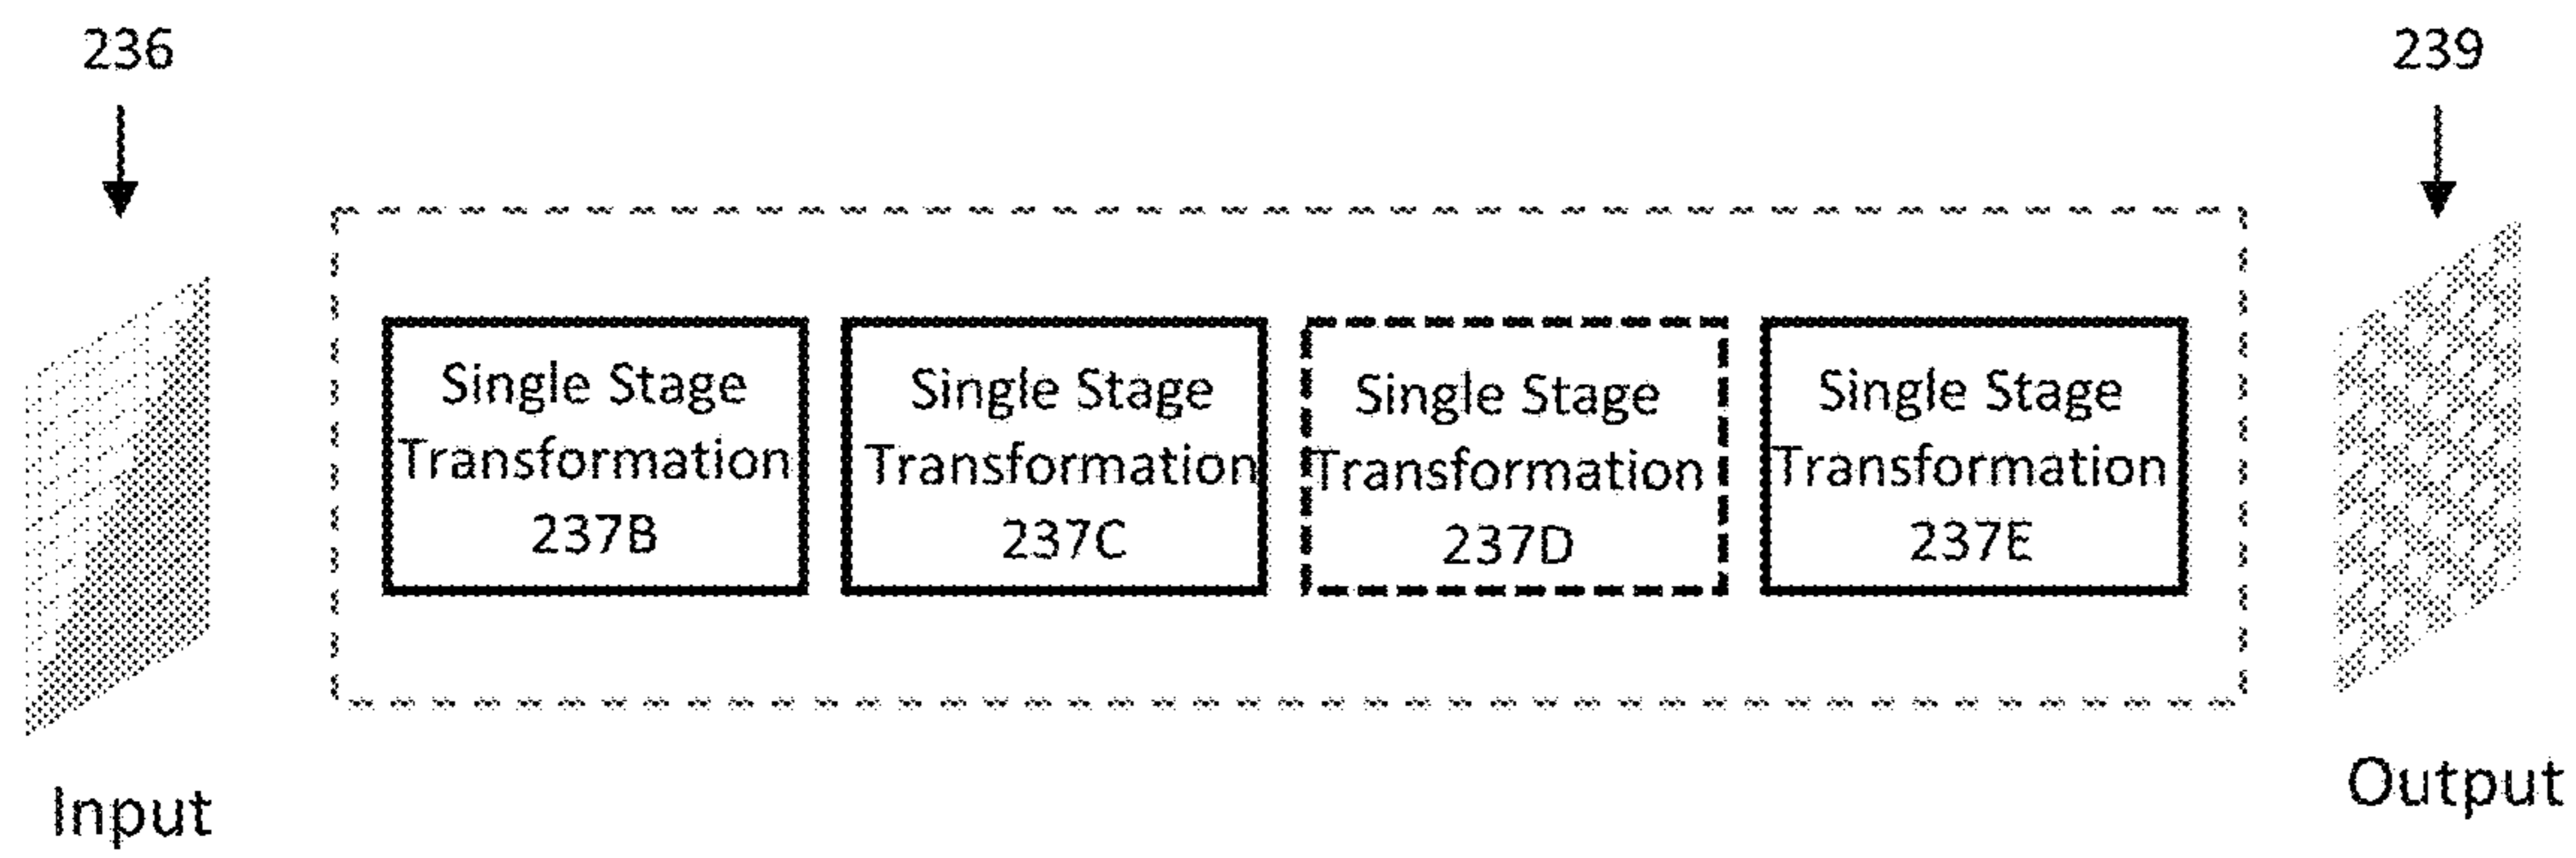 236
239
Single Stage
Transformation
237B
Single Stage
Transformation
237C
Single Stage
Transformation
237D
Single Stage
Transformation
237E
Input
Output